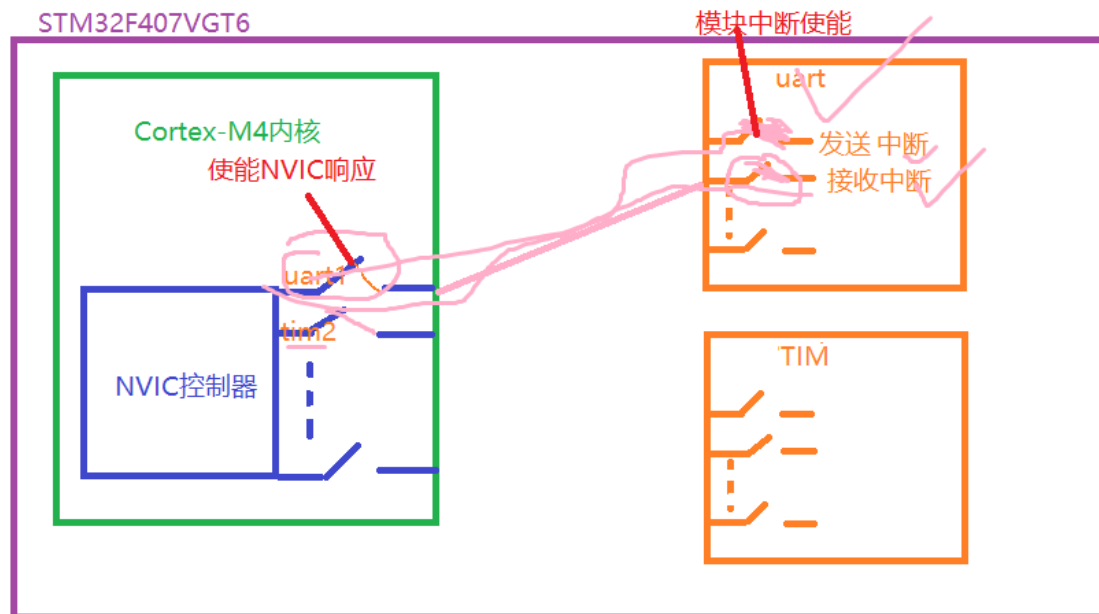 STM32F407VGT6
模块中断使能
uart
Cortex-M4内核
发送 中断
使能NVIC响应
接收中断
uart1
tim2
TIM
NVIC控制器